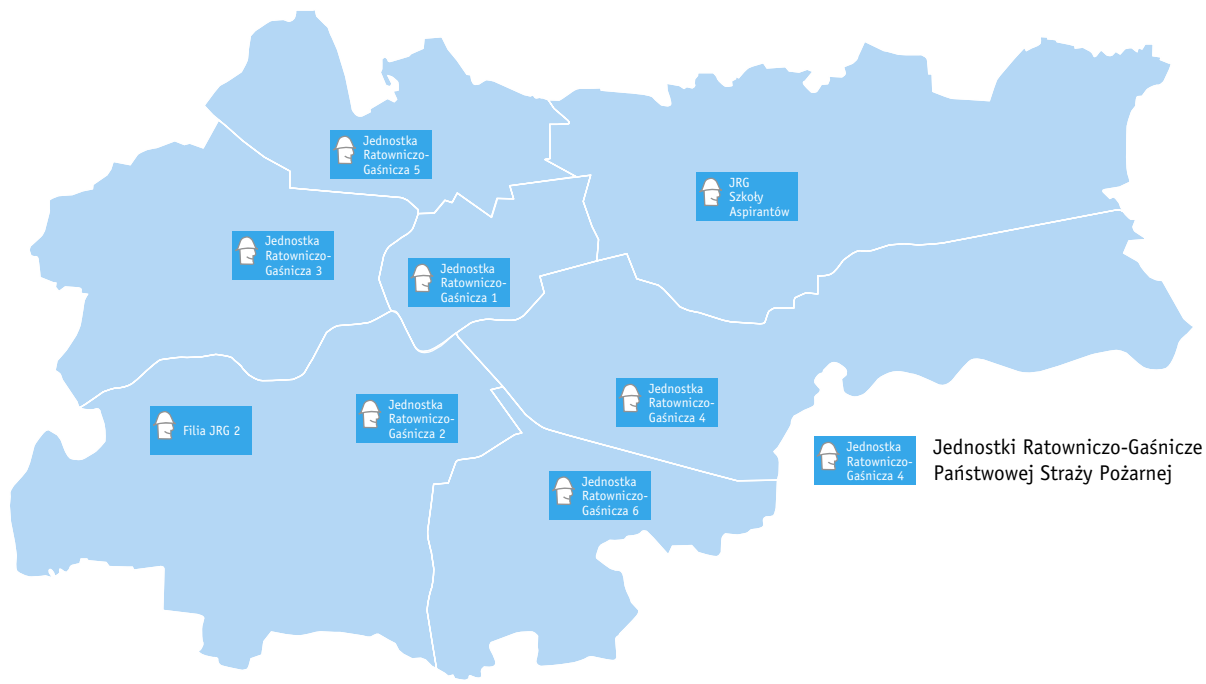 Jednostka
Ratowniczo-
Gaśnicza 5
JRG
Szkoły
Aspirantów
Jednostka
Ratowniczo-
Gaśnicza 3
Jednostka
Ratowniczo-
Gaśnicza 1
Jednostka
Ratowniczo-
Gaśnicza 4
Jednostka
Ratowniczo-
Gaśnicza 2
Filia JRG 2
Jednostka
Ratowniczo-
Gaśnicza 4
Jednostki Ratowniczo-Gaśnicze
Państwowej Straży Pożarnej
Jednostka
Ratowniczo-
Gaśnicza 6